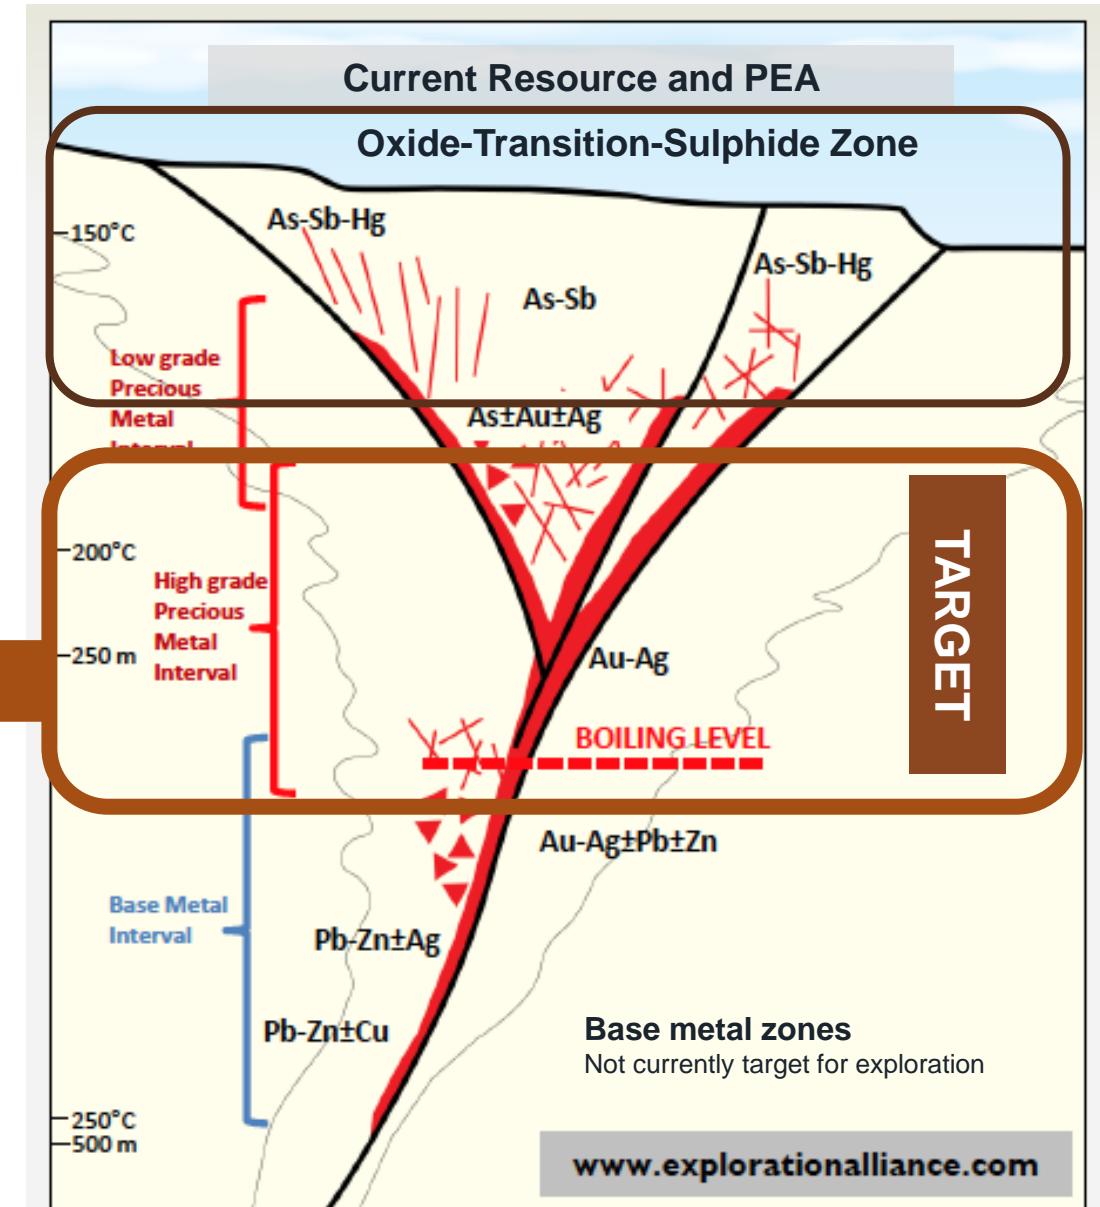 Current Resource and PEA
Oxide-Transition-Sulphide Zone
As-Sb-Hg
150°C
As-Sb-Hg
As-Sb
Low grade
Precious
Metal
Interval
As±Au±Ag
TARGET
200°C
High grade
Precious
Metal
Interval
250 m
Au-Ag
BOILING LEVEL
Au-Ag±Pb±Zn
Base Metal
Interval
Pb-Zn±Ag
Pb-Zn±Cu
Base metal zones
Not currently target for exploration
250°C
500 m
www.explorationalliance.com